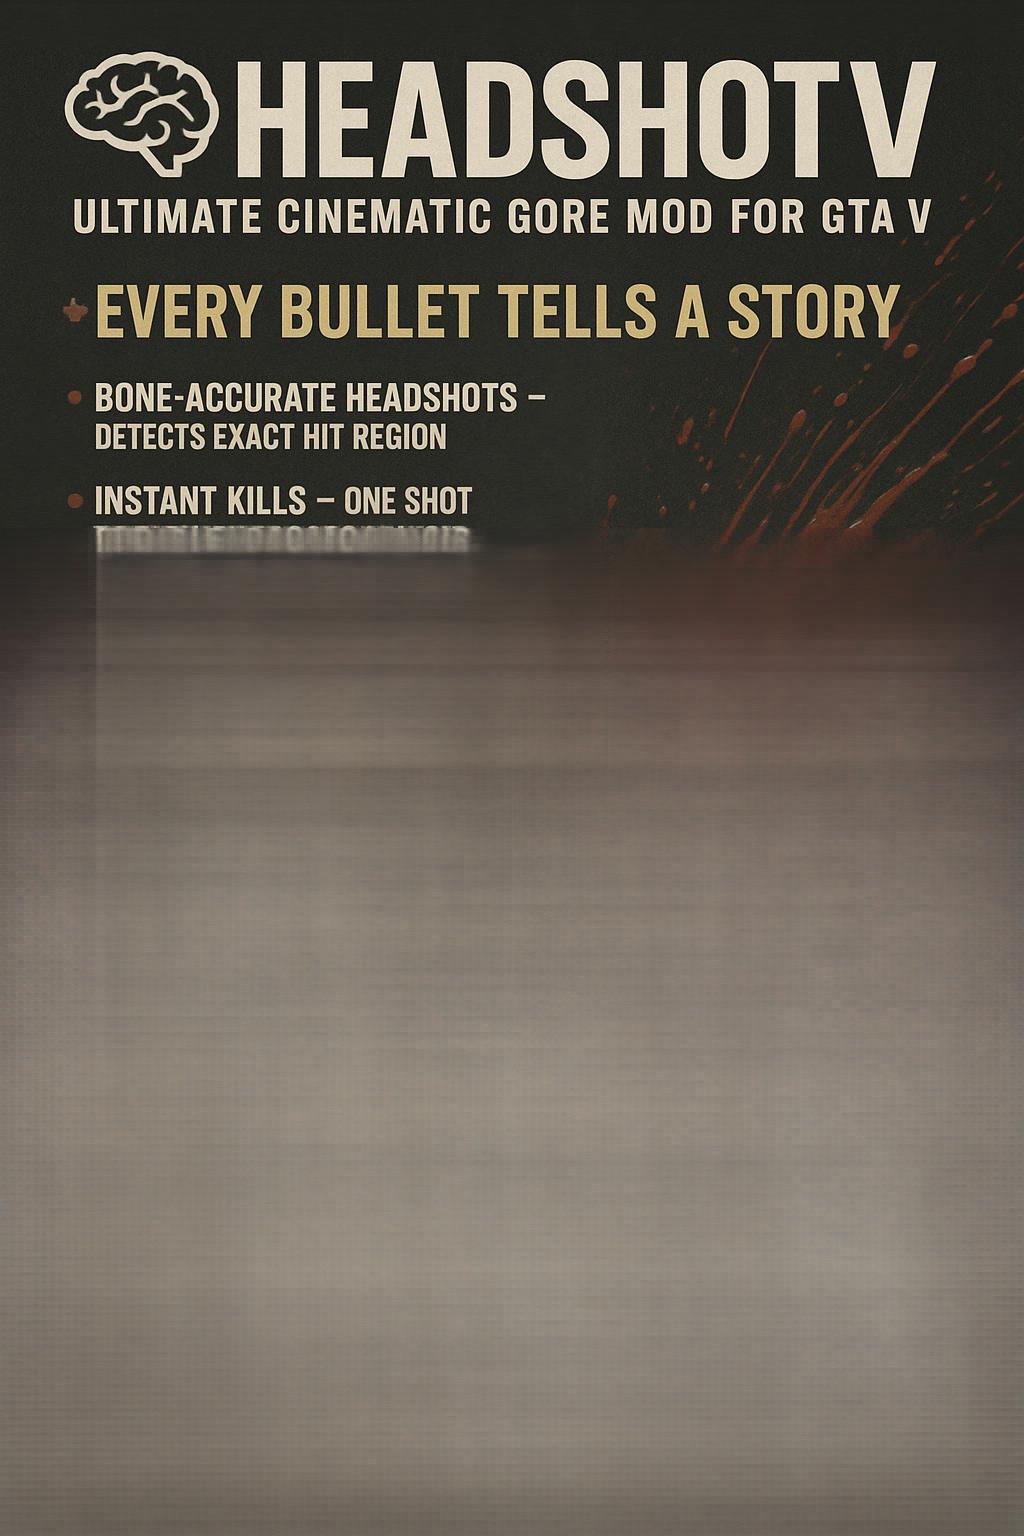 HEADSHOTV
ULTIMATE CINEMATIC GORE MOD FOR GTA V
EVERY BULLET TELLS A STORY
BONE-ACCURATE HEADSHOTS –
DETECTS EXACT HIT REGION
INSTANT KILLS – ONE SHOT